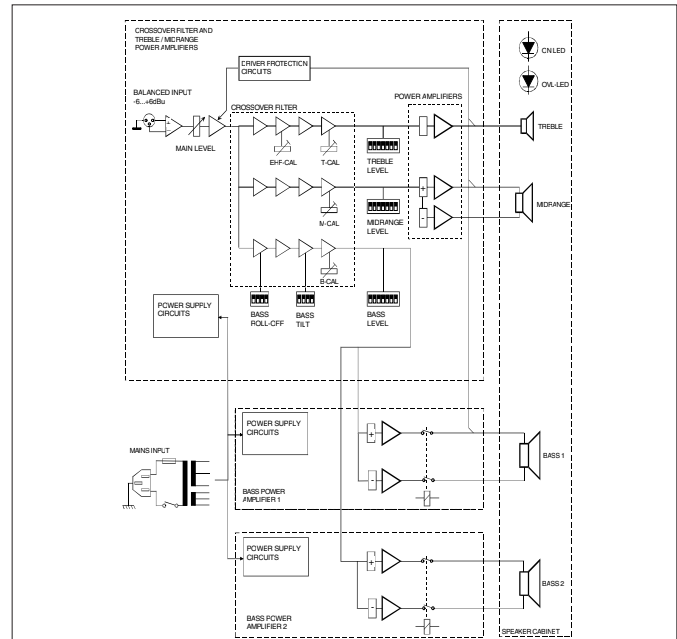 CROSSOVER FILTER AND
TREBLE / MIDRANGE
POWER AMPLIFIERS
DRIVER FROTECTION
CIRCUITS
CN LED
OVL-LED
BALANCED INPUT
-6...+6dBu
POWER AMPLIFIERS
CROSSOVER FILTER
MAIN LEVEL
TREBLE
EHF-CAL
T-CAL
TREBLE
LEVEL
+
-
MIDRANGE
M-CAL
MIDRANGE
LEVEL
B-CAL
BASS
ROLL-OFF
BASS
TILT
BASS
LEVEL
POWER SUPPLY
CIRCUITS
MAINS INPUT
POWER SUPPLY
CIRCUITS
+
-
BASS 1
BASS POWER
AMPLIFIER 1
POWER SUPPLY
CIRCUITS
+
-
BASS 2
BASS POWER
AMPLIFIER 2
SPEAKER CABINET